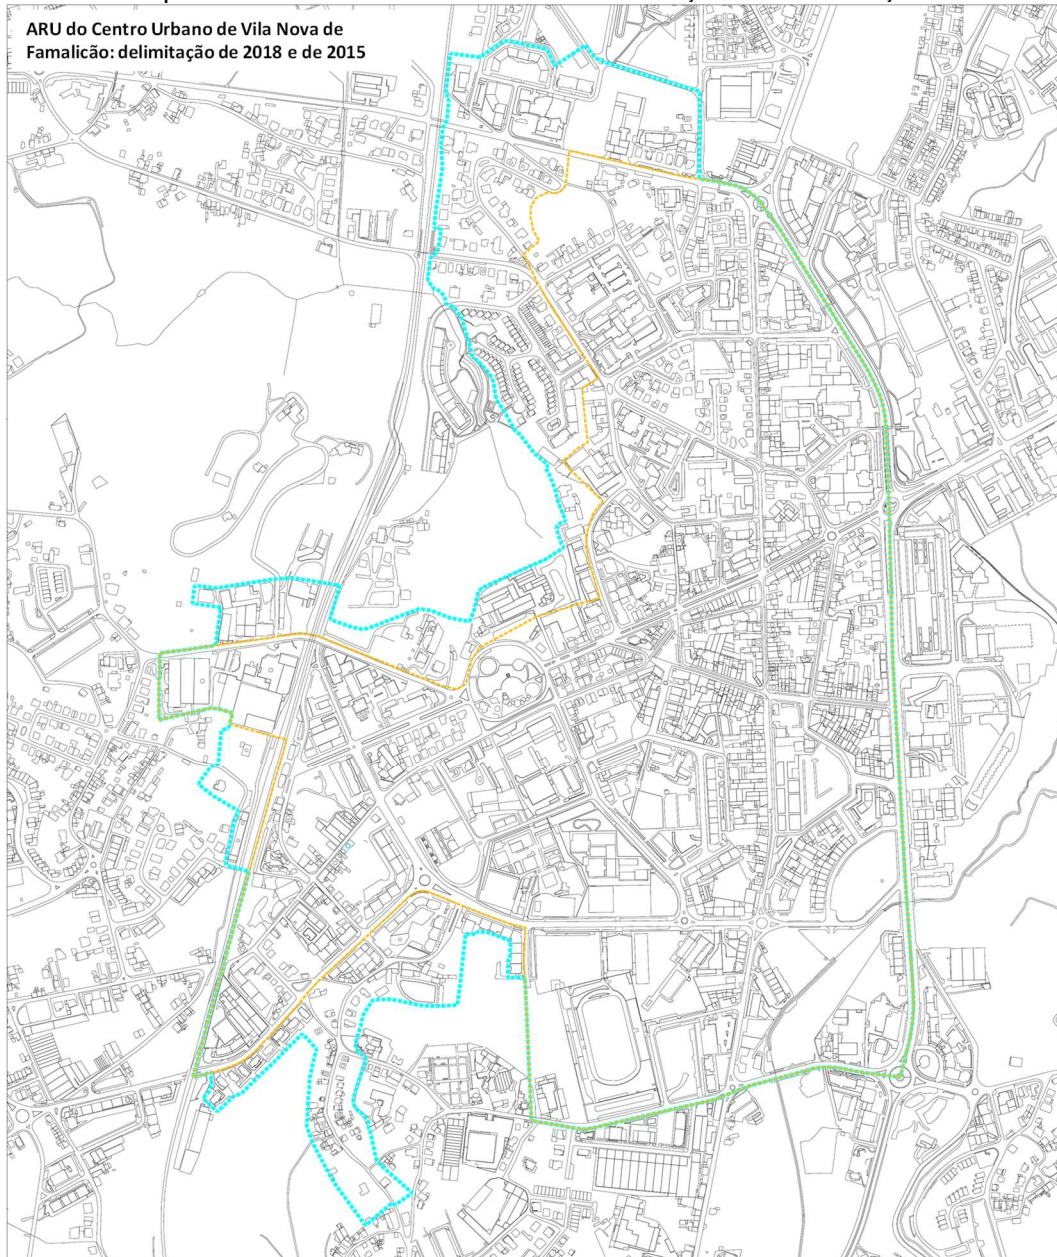 ARU do Centro Urbano de Vila Nova de
Famalicão: delimitação de 2018 e de 2015